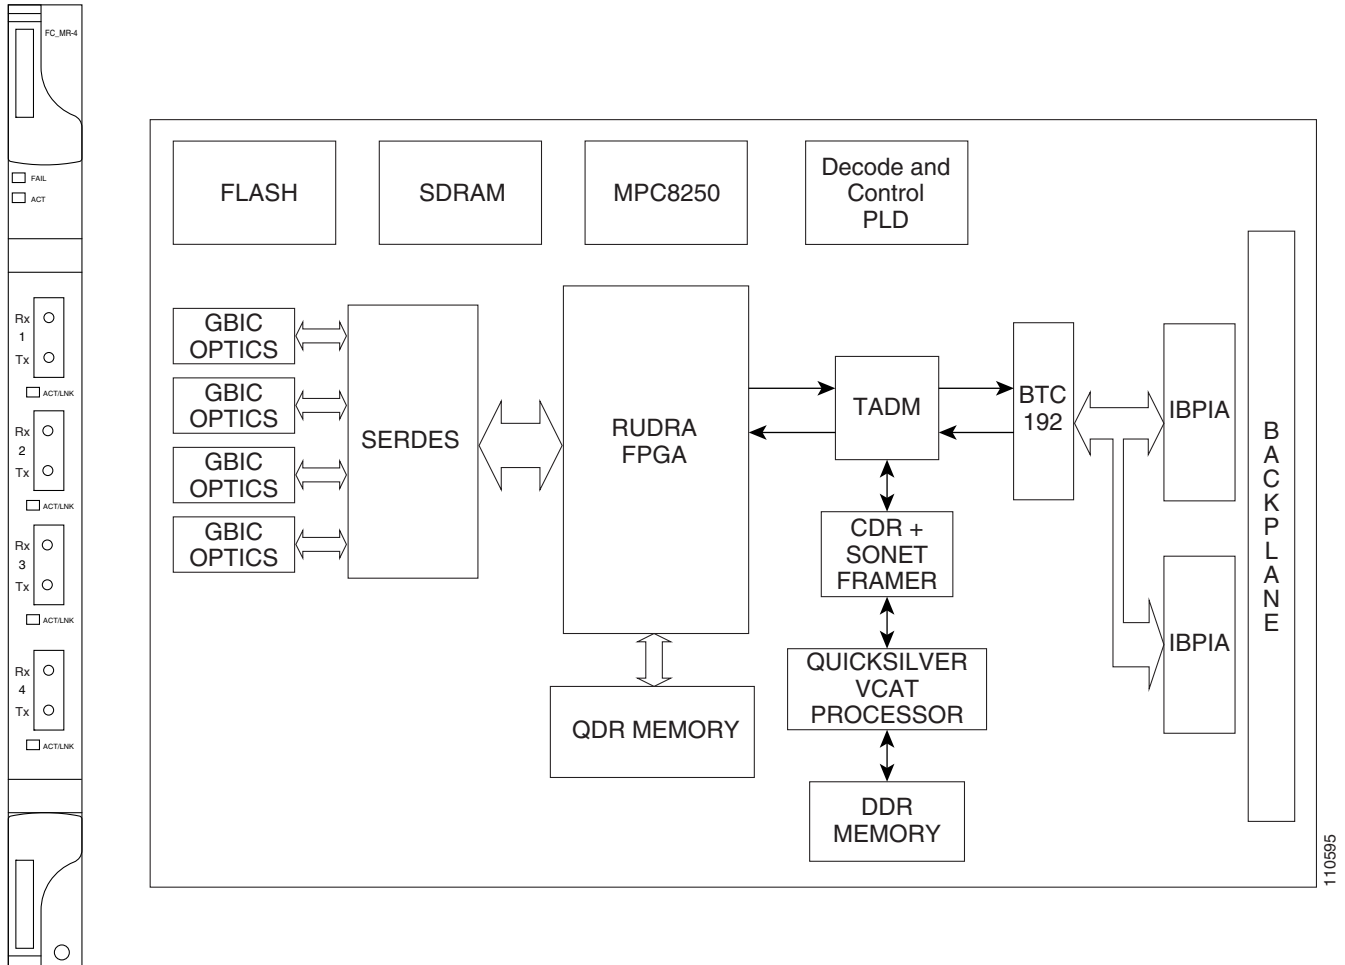 FC_MR-4
FAIL
ACT
Rx
1
Tx
ACT/LNK
Rx
2
Tx
ACT/LNK
Rx
3
Tx
ACT/LNK
Rx
4
Tx
ACT/LNK
FLASH
SDRAM
MPC8250
Decode and
Control
PLD
GBIC
OPTICS
GBIC
OPTICS
GBIC
OPTICS
GBIC
OPTICS
SERDES
RUDRA
FPGA
QDR MEMORY
TADM
CDR +
SONET
FRAMER
QUICKSILVER
VCAT
PROCESSOR
DDR
MEMORY
BTC
192
IBPIA
IBPIA
BACKPLANE
110595